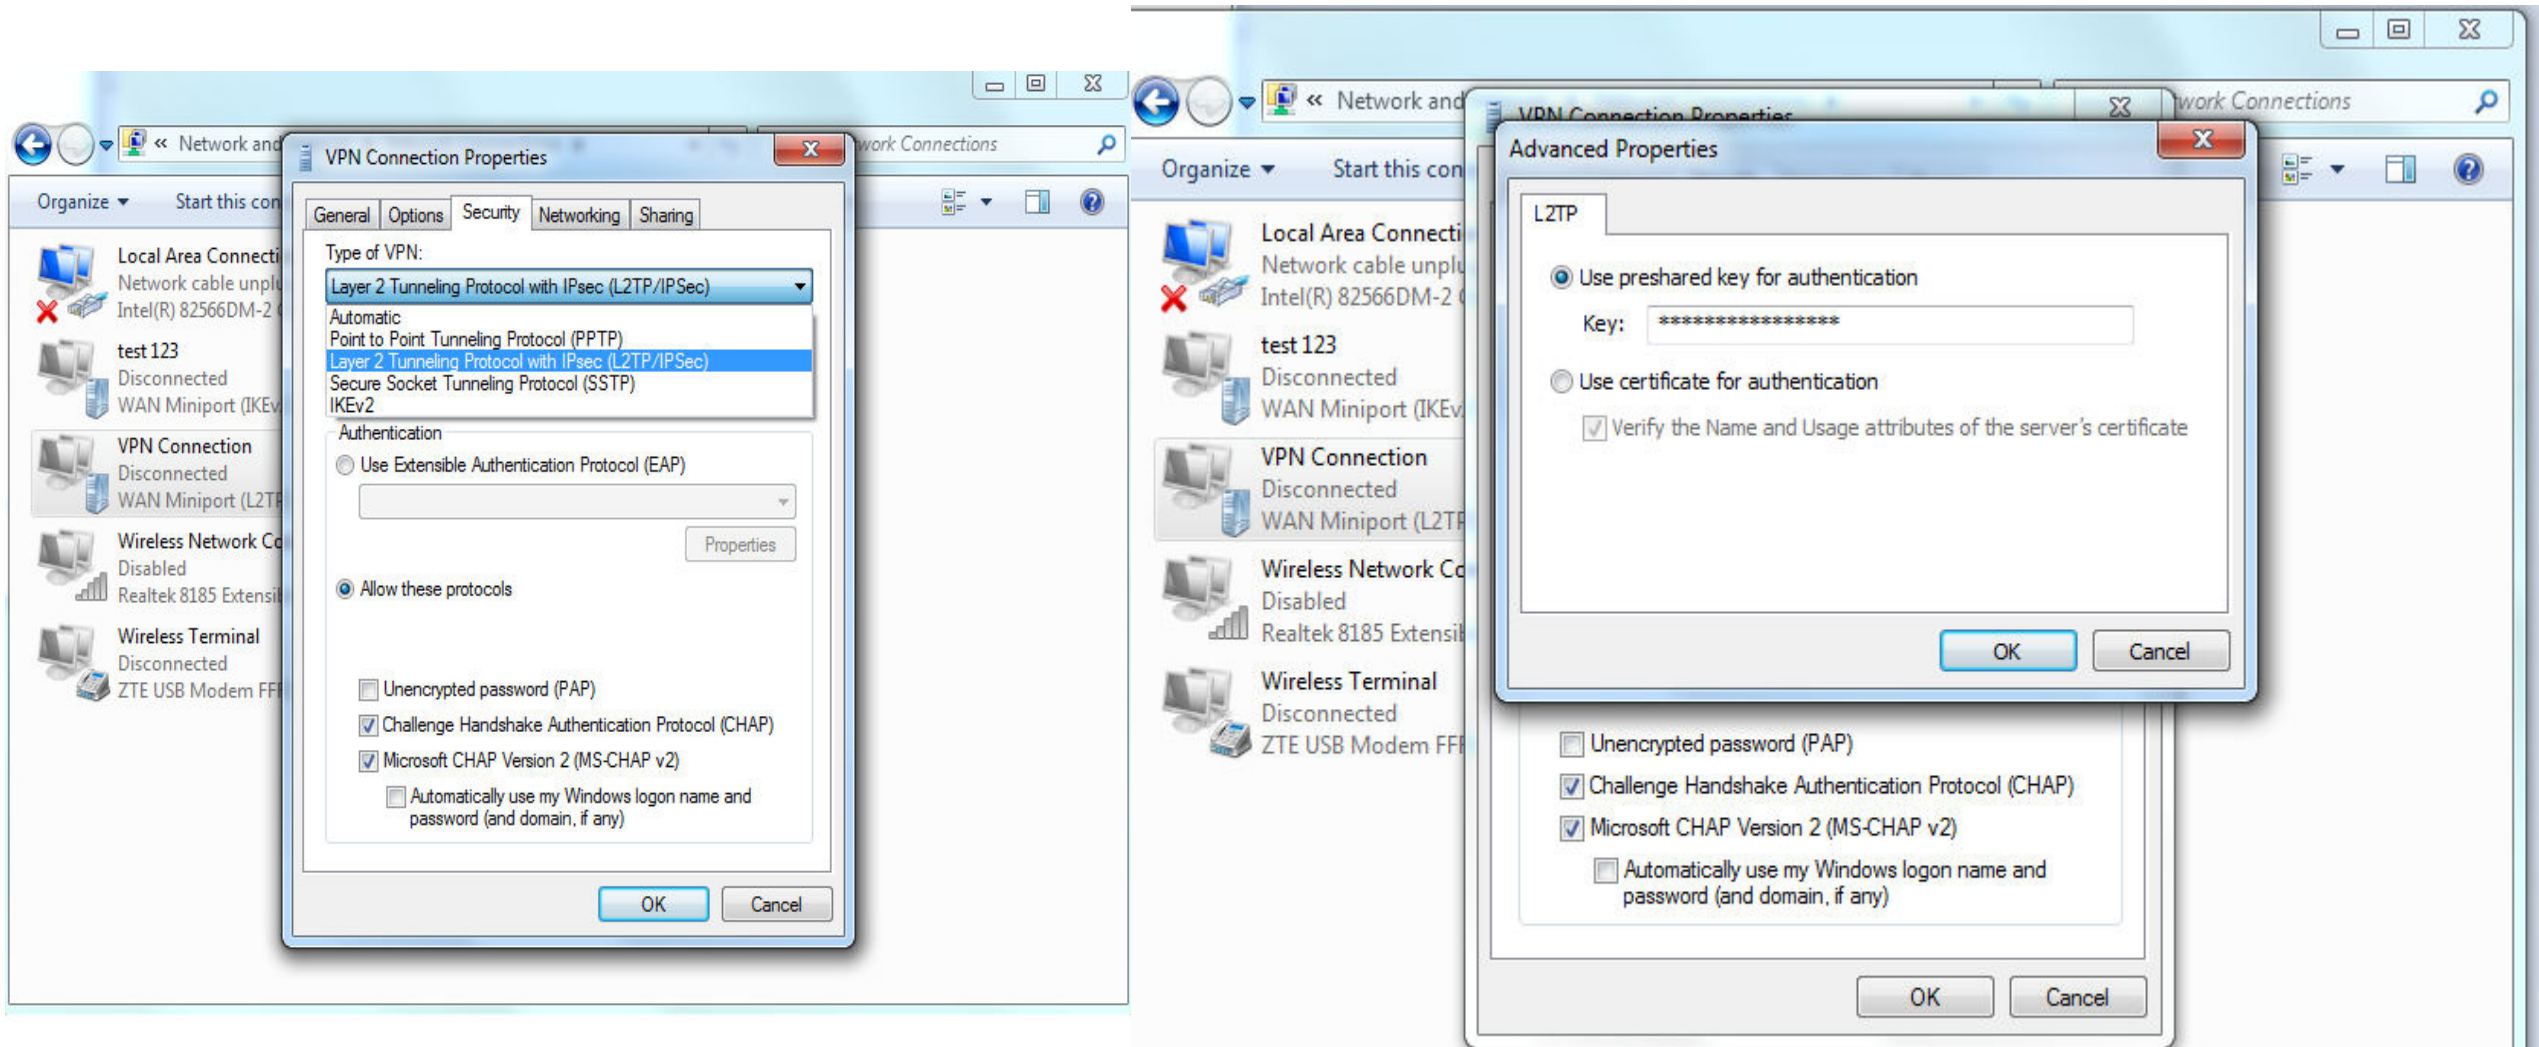 « Network and
work Connections
VPN Connection Properties
Organize
Start this con
General
Options
Security
Networking
Sharing
Type of VPN:
Layer 2 Tunneling Protocol with IPsec (L2TP/IPSec)
Automatic
Point to Point Tunneling Protocol (PPTP)
Layer 2 Tunneling Protocol with IPsec (L2TP/IPSec)
Secure Socket Tunneling Protocol (SSTP)
IKEv2
Authentication
Use Extensible Authentication Protocol (EAP)
Properties
Allow these protocols
Unencrypted password (PAP)
Challenge Handshake Authentication Protocol (CHAP)
Microsoft CHAP Version 2 (MS-CHAP v2)
Automatically use my Windows logon name and
password (and domain, if any)
OK
Cancel
Local Area Connecti
Network cable unplu
Intel(R) 82566DM-2
test 123
Disconnected
WAN Miniport (IKEv
VPN Connection
Disconnected
WAN Miniport (L2TP
Wireless Network Co
Disabled
Realtek 8185 Extensib
Wireless Terminal
Disconnected
ZTE USB Modem FFF
« Network and
work Connections
VPN Connection Properties
Organize
Start this con
Advanced Properties
L2TP
Use preshared key for authentication
Key: ****************
Use certificate for authentication
Verify the Name and Usage attributes of the server's certificate
OK
Cancel
Unencrypted password (PAP)
Challenge Handshake Authentication Protocol (CHAP)
Microsoft CHAP Version 2 (MS-CHAP v2)
Automatically use my Windows logon name and
password (and domain, if any)
OK
Cancel
Local Area Connecti
Network cable unplu
Intel(R) 82566DM-2
test 123
Disconnected
WAN Miniport (IKEv
VPN Connection
Disconnected
WAN Miniport (L2TP
Wireless Network Co
Disabled
Realtek 8185 Extensib
Wireless Terminal
Disconnected
ZTE USB Modem FFF